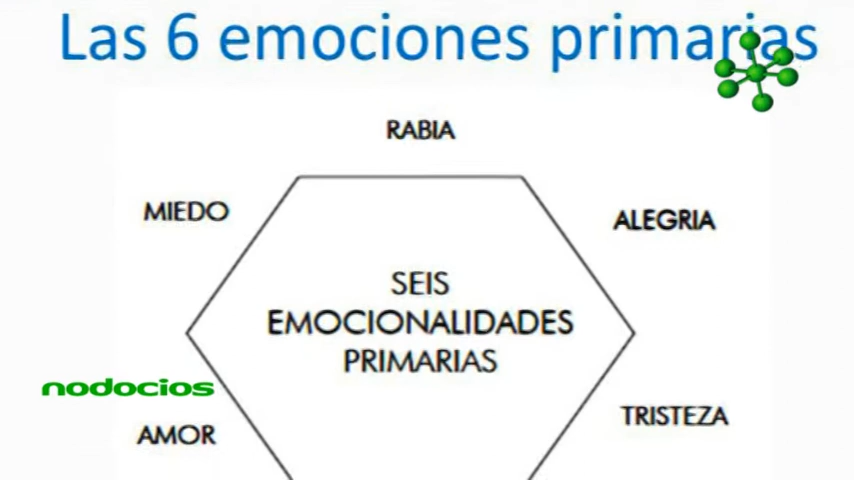 Las 6 emociones primarias
RABIA
MIEDO
ALEGRIA
SEIS
EMOCIONALIDADES
PRIMARIAS
nodocios
AMOR
TRISTEZA